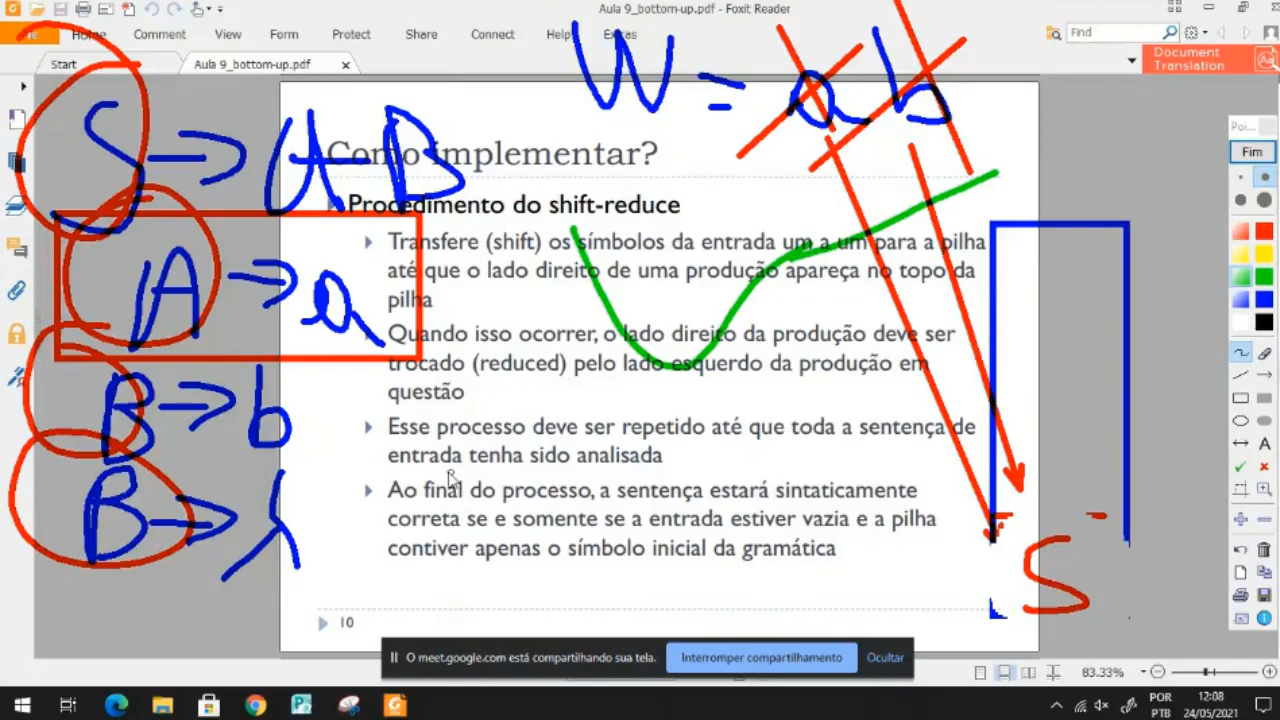 Aula 9_bottom-up.pdf - Foxit Reader
File Home Comment View Form Protect Share Connect Help Extras Find
Start Aula 9_bottom-up.pdf Document
Translation
W = ab
S → AB
Como implementar?
Procedimento do shift-reduce
Transfere (shift) os símbolos da entrada um a um para a pilha
até que o lado direito de uma produção apareça no topo da
pilha
A → a
Quando isso ocorrer, o lado direito da produção deve ser
trocado (reduced) pelo lado esquerdo da produção em
questão
B → b
Esse processo deve ser repetido até que toda a sentença de
entrada tenha sido analisada
B → λ
Ao final do processo, a sentença estará sintaticamente
correta se e somente se a entrada estiver vazia e a pilha
contiver apenas o símbolo inicial da gramática
S
10
Poi...
Fim
A
O meet.google.com está compartilhando sua tela. Interromper compartilhamento Ocultar
83.33%
POR
PTB
12:08
24/05/2021